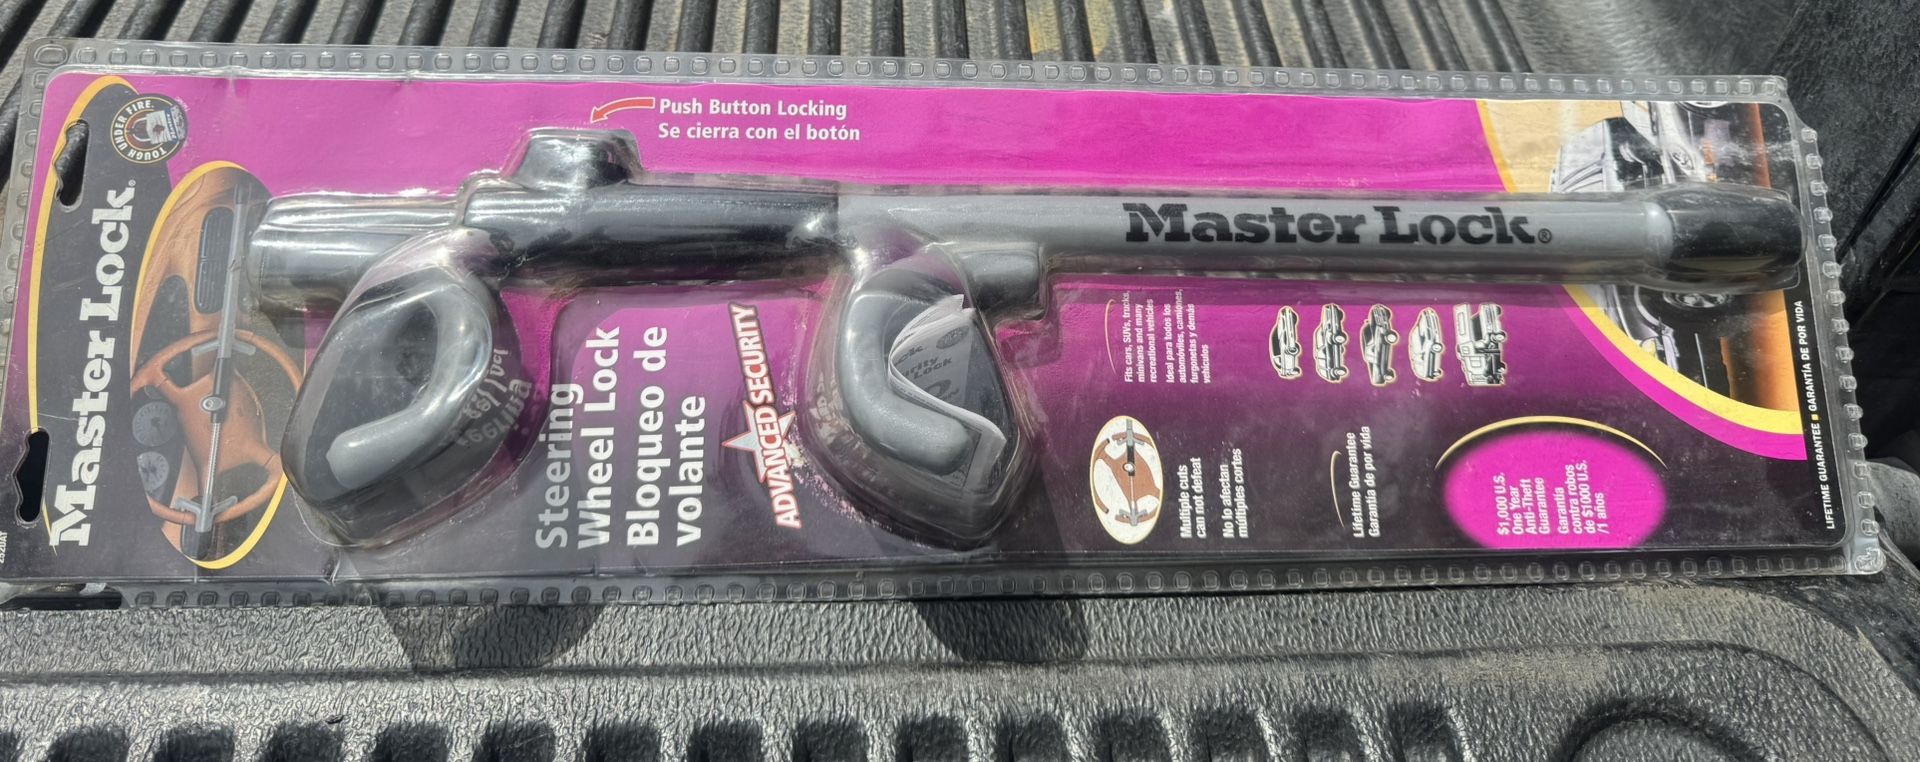 Push Button Locking
Se cierra con el botón
TOUGH UNDER FIRE.
Master Lock®
Master Lock.
Steering
Wheel Lock
Bloqueo de
volante
ADVANCED SECURITY
Fits cars, SUVs, trucks,
minivans and many
recreational vehicles
Ideal para todos los
automóviles, camiones,
furgonetas y demás
vehículos
Multiple cuts
can not defeat
No lo afectan
múltiples cortes
Lifetime Guarantee
Garantía de por vida
$1,000 U.S.
One Year
Anti-Theft
Guarantee
Garantía
contra robos
de $1000 U.S.
/1 años
LIFETIME GUARANTEE ■ GARANTÍA DE POR VIDA